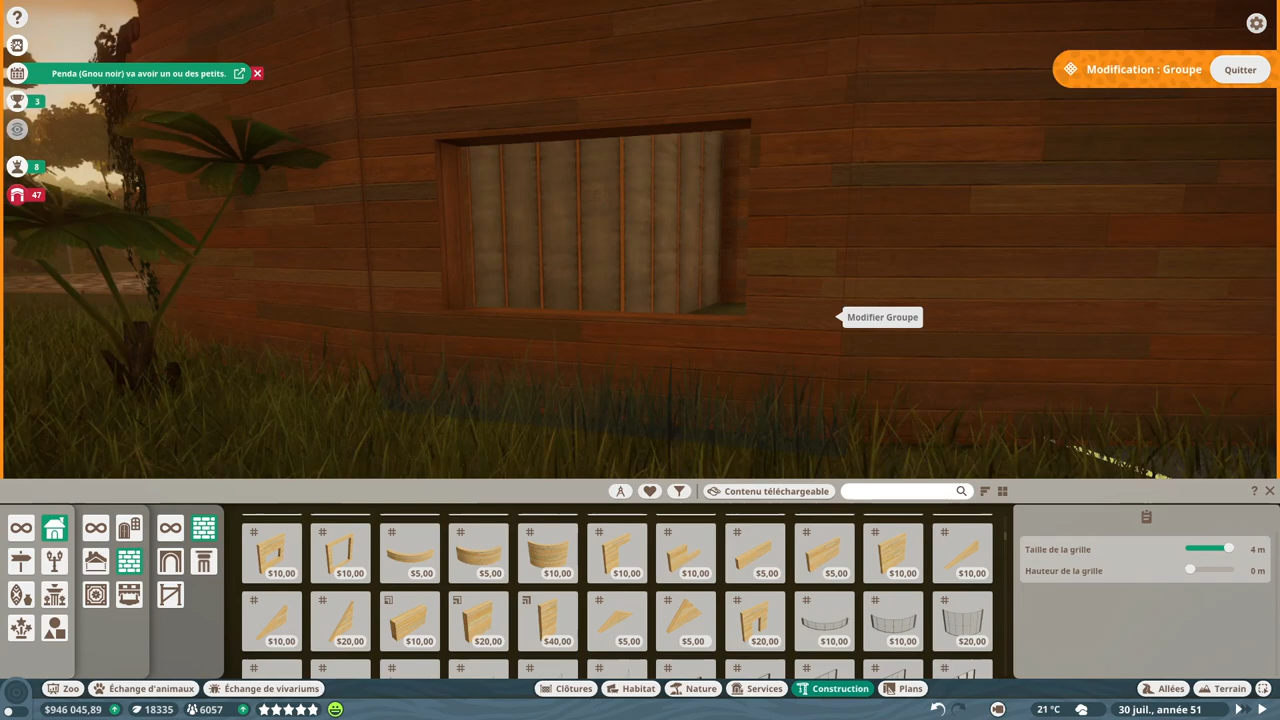 ?
Penda (Gnou noir) va avoir un ou des petits.
3
8
47
Modification : Groupe
Quitter
Modifier Groupe
Contenu téléchargeable
?
$10,00 $10,00 $5,00 $5,00 $10,00 $10,00 $10,00 $5,00 $5,00 $10,00 $10,00
$10,00 $20,00 $10,00 $20,00 $40,00 $5,00 $5,00 $20,00 $10,00 $10,00 $20,00
Taille de la grille 4 m
Hauteur de la grille 0 m
Zoo
Échange d'animaux
Échange de vivariums
Clôtures
Habitat
Nature
Services
Construction
Plans
Allées
Terrain
$946 045,89
18335
6057
21 °C
30 juil., année 51